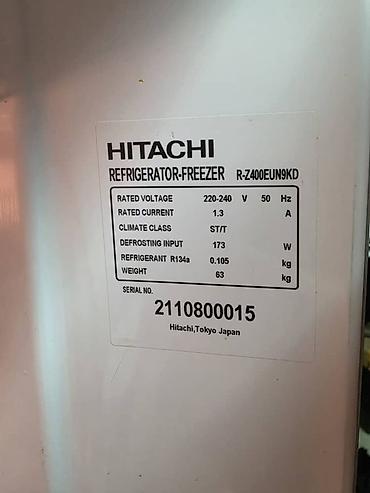 HITACHI
REFRIGERATOR-FREEZER R-Z400EUN9KD
RATED VOLTAGE 220-240 V 50 Hz
RATED CURRENT 1.3 A
CLIMATE CLASS ST/T
DEFROSTING INPUT 173 W
REFRIGERANT R134a 0.105 kg
WEIGHT 63 kg
SERIAL NO.
2110800015
Hitachi,Tokyo Japan